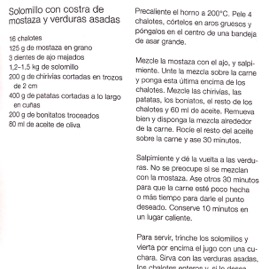 Solomillo con costra de
mostaza y verduras asadas
16 chalotes
125 g de mostaza en grano
3 dientes de ajo majados
1,2–1,5 kg de solomillo
200 g de chirivías cortadas en trozos
de 2 cm
400 g de patatas cortadas a lo largo
en cuñas
200 g de bonitatos troceados
80 ml de aceite de oliva
Precaliente el horno a 200°C. Pele 4
chalotes, córtelos en aros gruesos y
póngalos en el centro de una bandeja
de asar grande.
Mezcle la mostaza con el ajo, y salpi-
mente. Unte la mezcla sobre la carne
y ponga esta última encima de los
chalotes. Mezcle las chirivías, las
patatas, los bonitatos, el resto de los
chalotes y 60 ml de aceite. Remueva
bien y disponga la mezcla alrededor
de la carne. Rocíe el resto del aceite
sobre la carne y ase 30 minutos.
Salpimiente y dé la vuelta a las verdu-
ras. No se preocupe si se mezclan
con la mostaza. Ase otros 30 minutos
para que la carne esté poco hecha
o más tiempo para darle el punto
deseado. Conserve 10 minutos en
un lugar caliente.
Para servir, trinche los solomillos y
vierta por encima el jugo con una cu-
chara. Sirva con las verduras asadas,
los chalotes enteros y, si lo desea